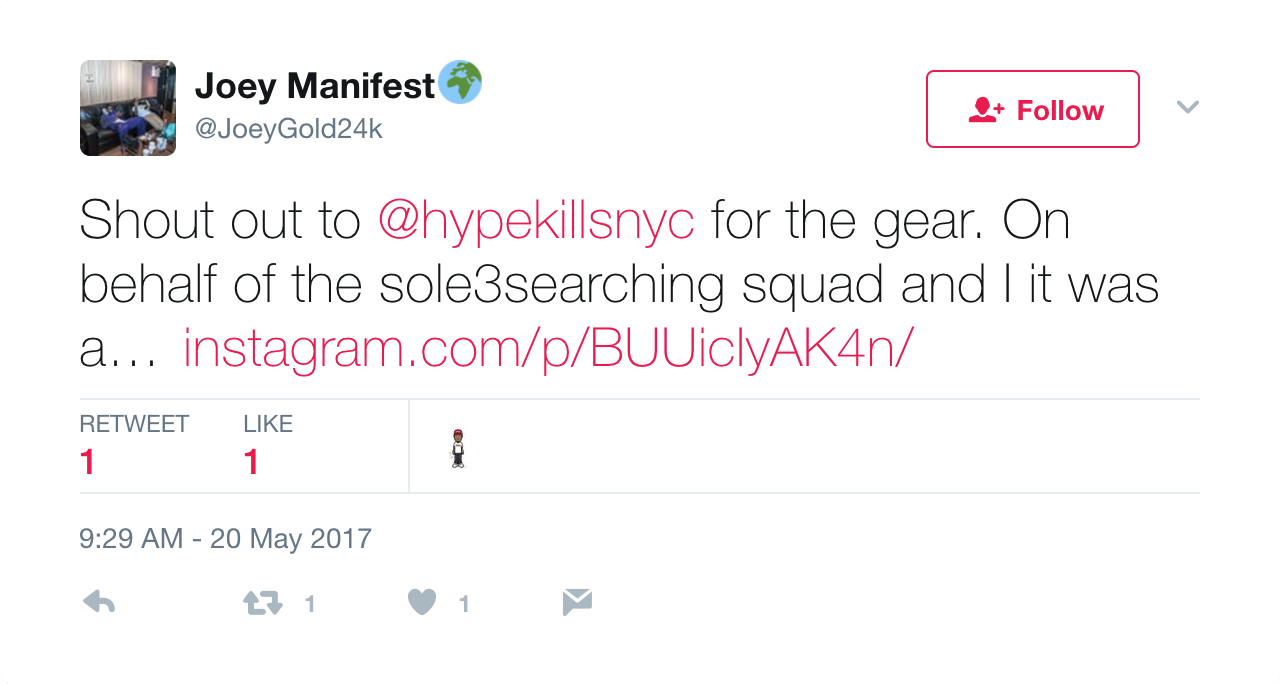 Joey Manifest🌍
@JoeyGold24k
Follow
Shout out to @hypekillsnyc for the gear. On
behalf of the sole3searching squad and I it was
a… instagram.com/p/BUUiclyAK4n/
RETWEET LIKE
1 1
9:29 AM - 20 May 2017
1 1